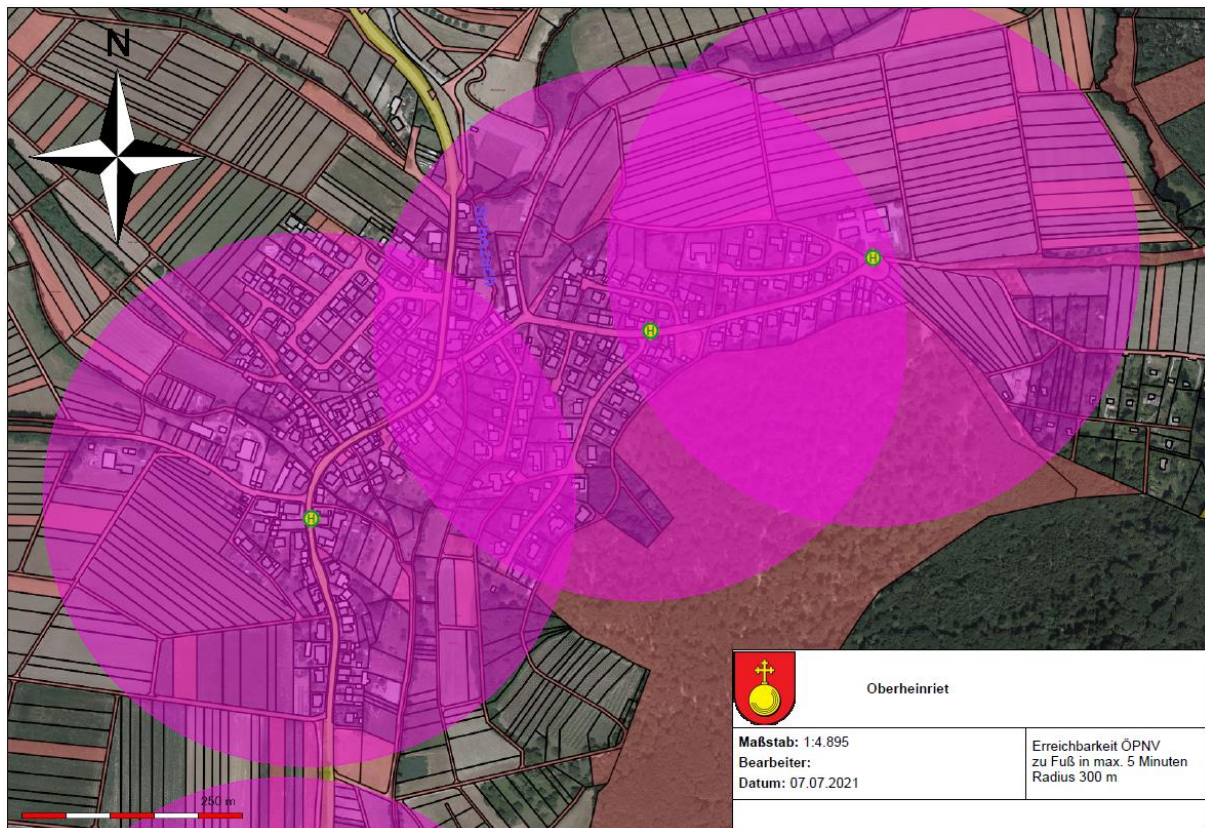 N
Schozach
H
H
H
250 m
Oberheinriet
Maßstab: 1:4.895
Bearbeiter:
Datum: 07.07.2021
Erreichbarkeit ÖPNV
zu Fuß in max. 5 Minuten
Radius 300 m